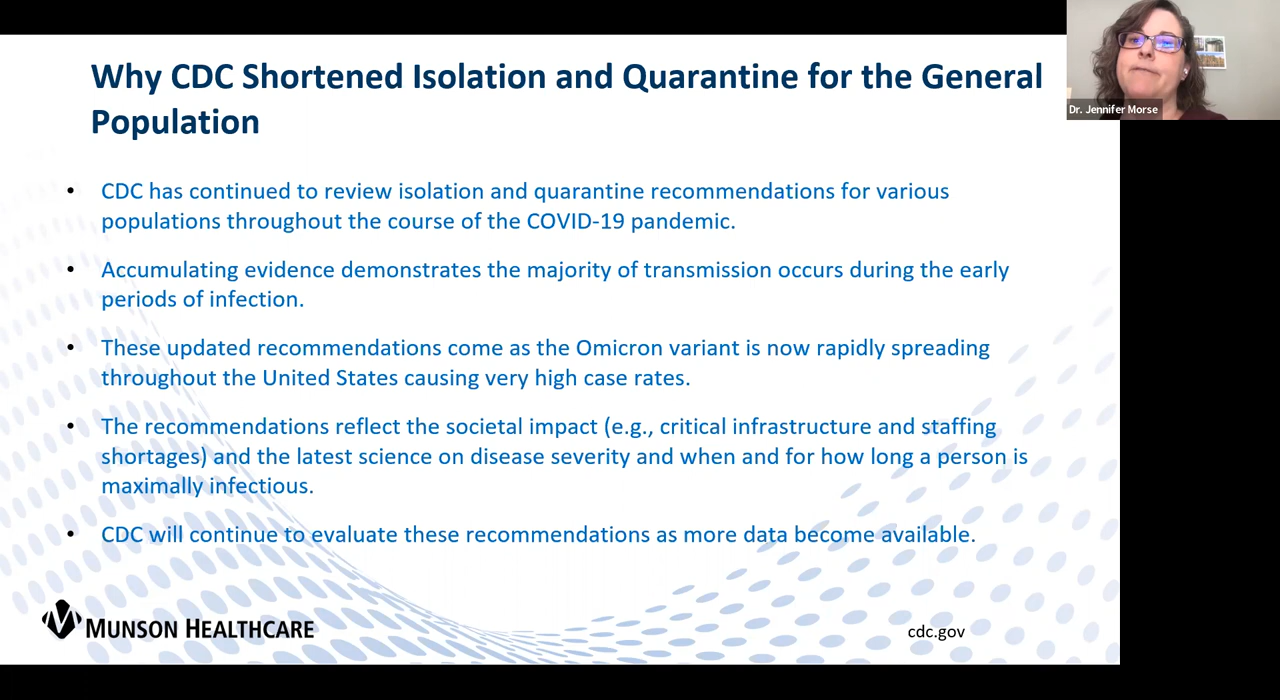 Why CDC Shortened Isolation and Quarantine for the General
Population
Dr. Jennifer Morse
• CDC has continued to review isolation and quarantine recommendations for various
populations throughout the course of the COVID-19 pandemic.
• Accumulating evidence demonstrates the majority of transmission occurs during the early
periods of infection.
• These updated recommendations come as the Omicron variant is now rapidly spreading
throughout the United States causing very high case rates.
• The recommendations reflect the societal impact (e.g., critical infrastructure and staffing
shortages) and the latest science on disease severity and when and for how long a person is
maximally infectious.
• CDC will continue to evaluate these recommendations as more data become available.
MUNSON HEALTHCARE
cdc.gov